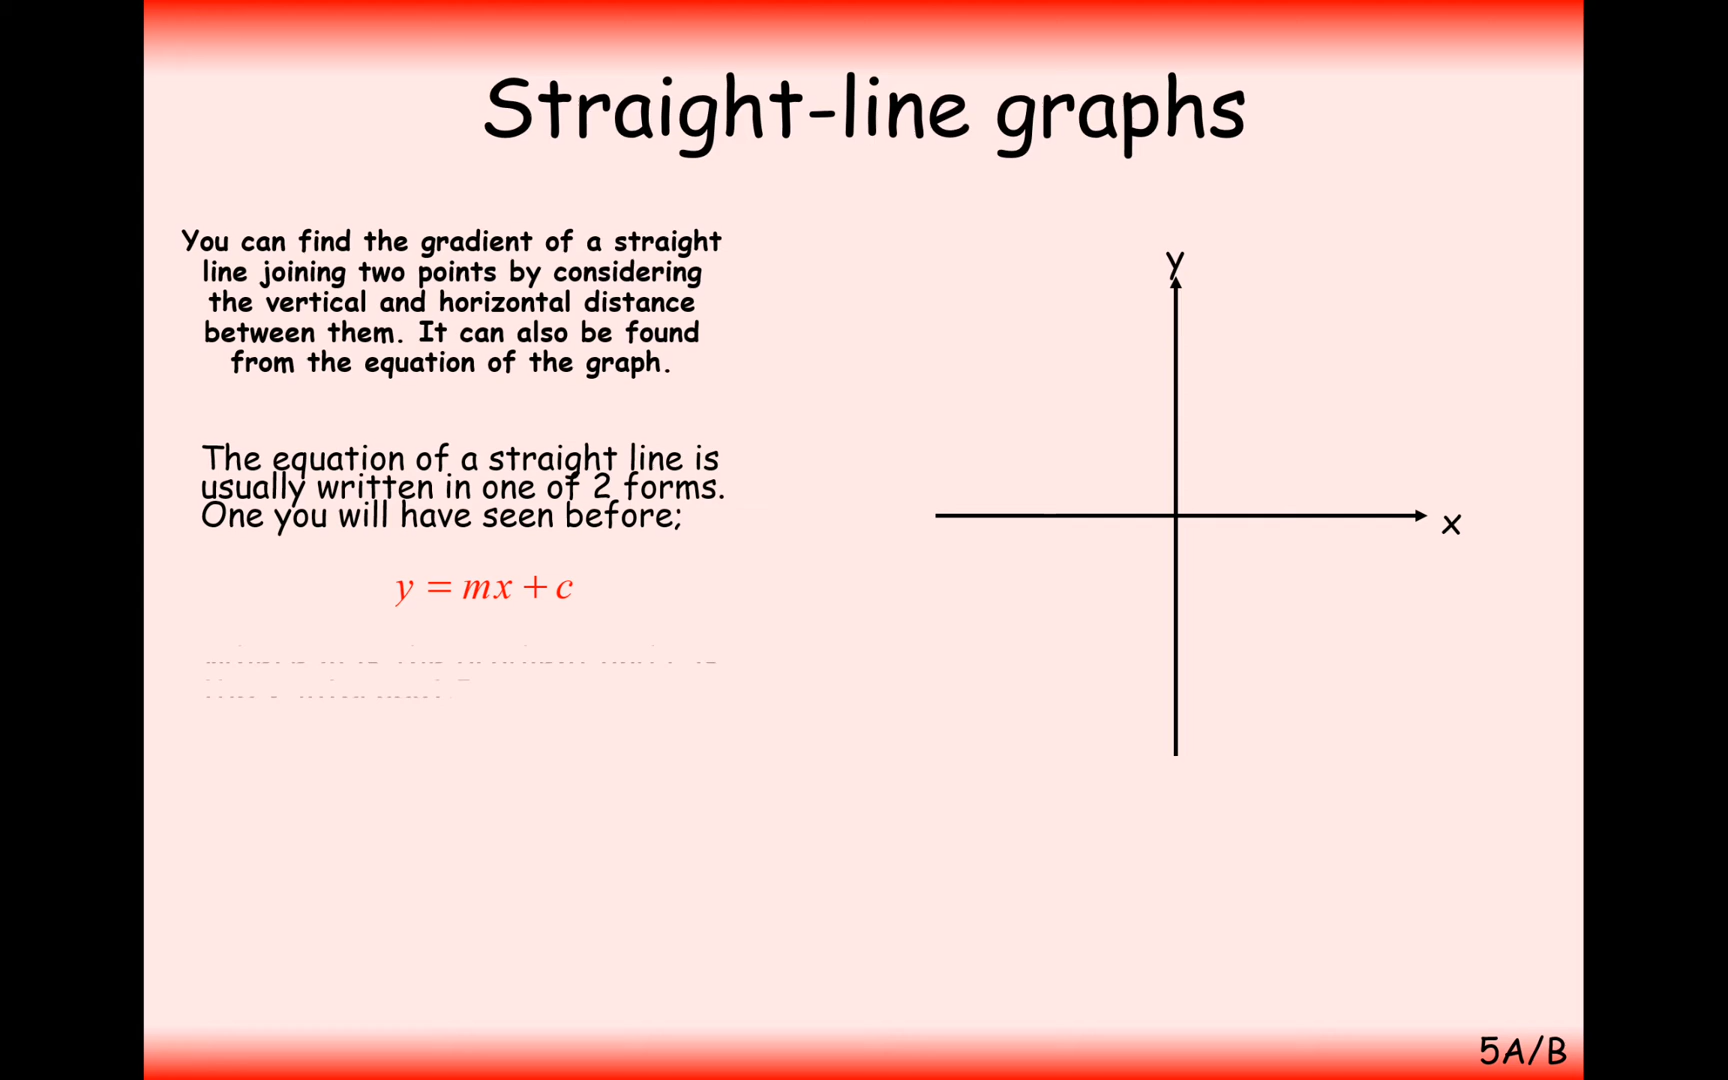 Straight-line graphs
You can find the gradient of a straight
line joining two points by considering
the vertical and horizontal distance
between them. It can also be found
from the equation of the graph.
The equation of a straight line is
usually written in one of 2 forms.
One you will have seen before;
y = mx + c
y
x
5A/B